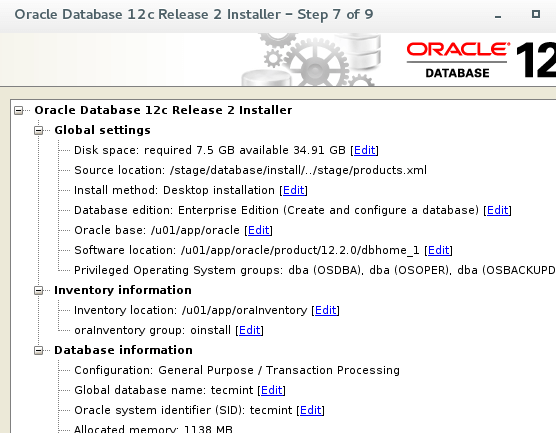 Oracle Database 12c Release 2 Installer – Step 7 of 9
ORACLE
DATABASE
12
Oracle Database 12c Release 2 Installer
Global settings
Disk space: required 7.5 GB available 34.91 GB [Edit]
Source location: /stage/database/install/../stage/products.xml
Install method: Desktop installation [Edit]
Database edition: Enterprise Edition (Create and configure a database) [Edit]
Oracle base: /u01/app/oracle [Edit]
Software location: /u01/app/oracle/product/12.2.0/dbhome_1 [Edit]
Privileged Operating System groups: dba (OSDBA), dba (OSOPER), dba (OSBACKUPD
Inventory information
Inventory location: /u01/app/oraInventory [Edit]
oraInventory group: oinstall [Edit]
Database information
Configuration: General Purpose / Transaction Processing
Global database name: tecmint [Edit]
Oracle system identifier (SID): tecmint [Edit]
Allocated memory: 1138 MB